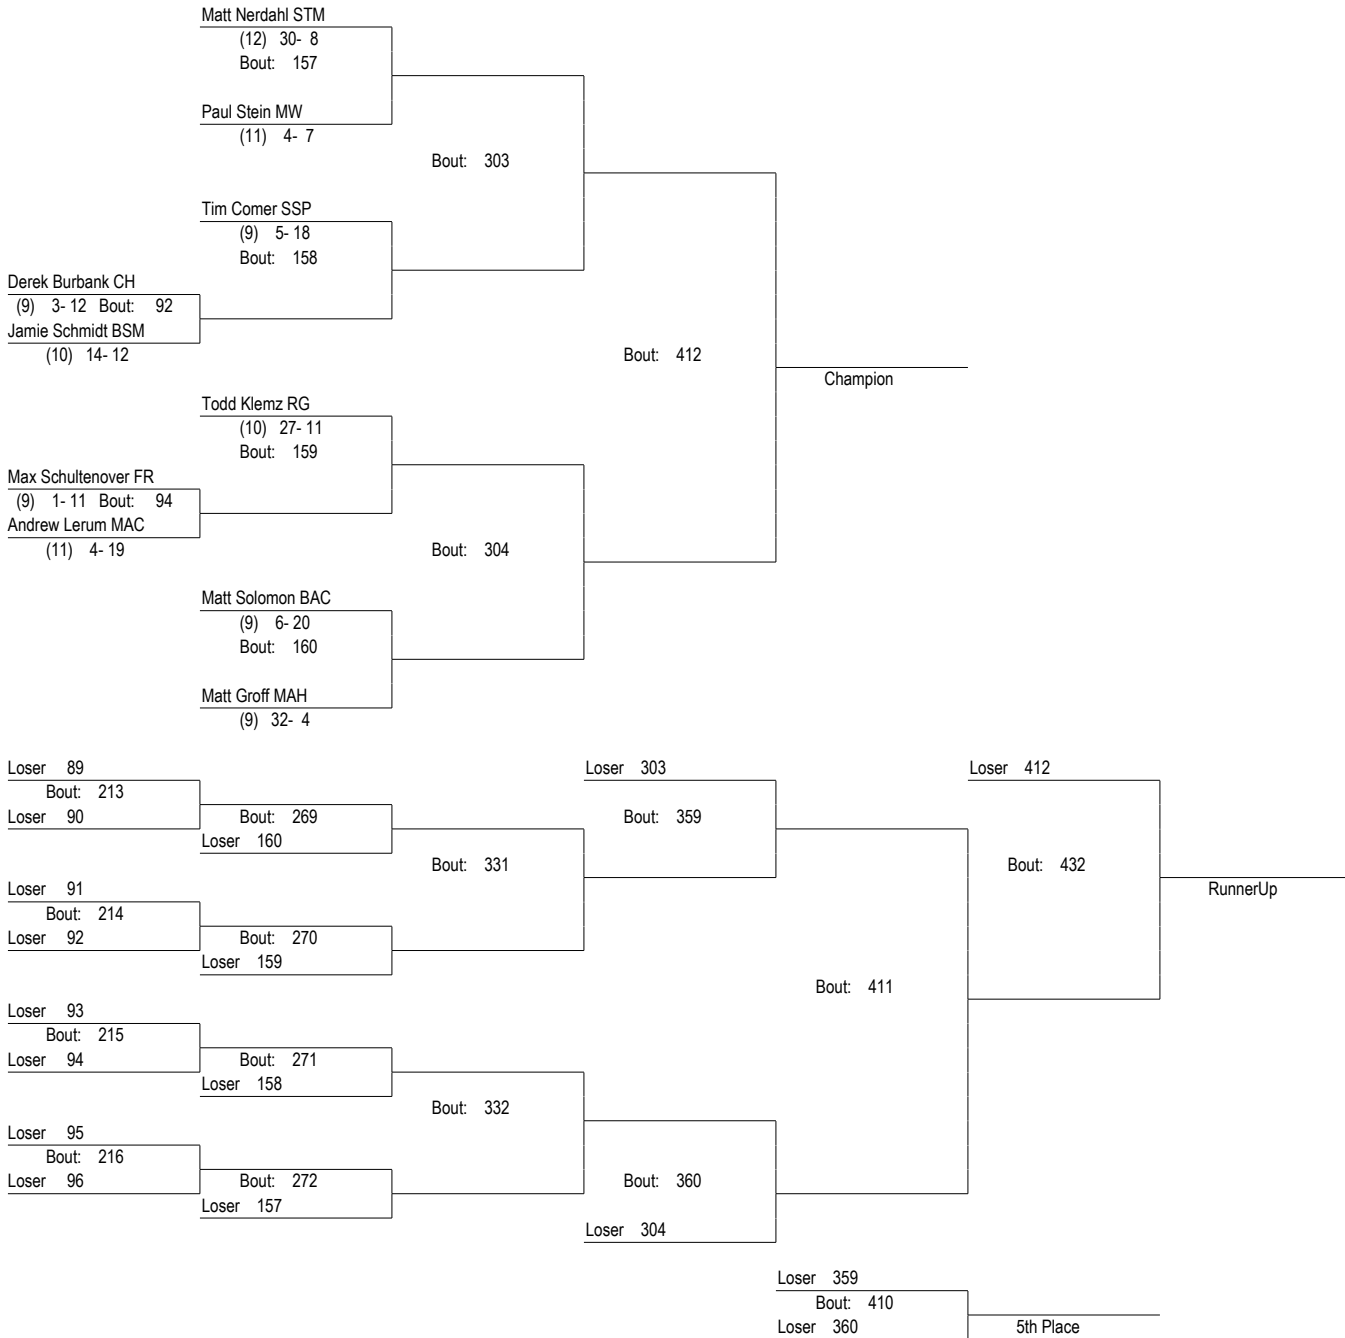 Matt Nerdahl STM
(12) 30- 8
Bout: 157
Paul Stein MW
(11) 4- 7
Bout: 303
Tim Comer SSP
(9) 5- 18
Bout: 158
Derek Burbank CH
(9) 3- 12 Bout: 92
Jamie Schmidt BSM
(10) 14- 12
Bout: 412
Champion
Todd Klemz RG
(10) 27- 11
Bout: 159
Max Schultenover FR
(9) 1- 11 Bout: 94
Andrew Lerum MAC
(11) 4- 19
Bout: 304
Matt Solomon BAC
(9) 6- 20
Bout: 160
Matt Groff MAH
(9) 32- 4
Loser 89
Bout: 213
Loser 90
Bout: 269
Loser 160
Loser 303
Bout: 359
Loser 412
Bout: 331
Bout: 432
Loser 91
Bout: 214
Loser 92
RunnerUp
Bout: 270
Loser 159
Bout: 411
Loser 93
Bout: 215
Loser 94
Bout: 271
Loser 158
Bout: 332
Loser 95
Bout: 216
Loser 96
Bout: 272
Loser 157
Bout: 360
Loser 304
Loser 359
Bout: 410
Loser 360
5th Place